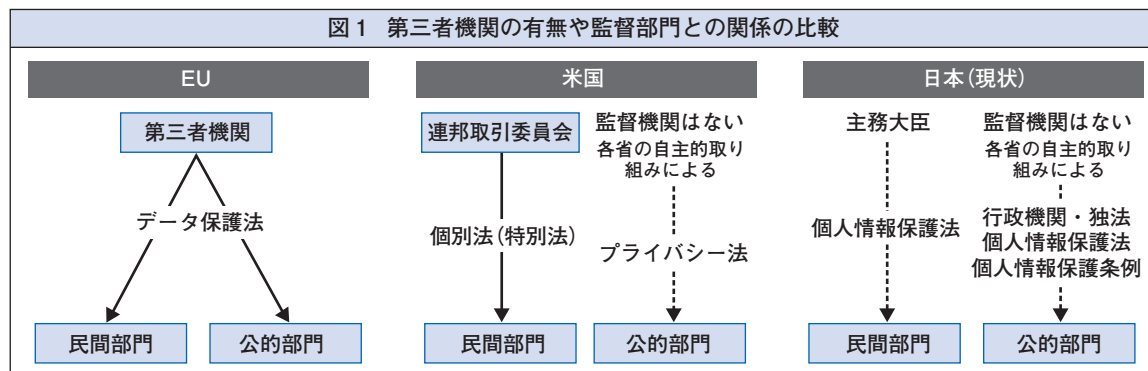 図1 第三者機関の有無や監督部門との関係の比較
EU
第三者機関
データ保護法
民間部門
公的部門
米国
連邦取引委員会
個別法(特別法)
民間部門
監督機関はない
各省の自主的取り
組みによる
プライバシー法
公的部門
日本(現状)
主務大臣
個人情報保護法
民間部門
監督機関はない
各省の自主的取り
組みによる
行政機関・独法
個人情報保護法
個人情報保護条例
公的部門